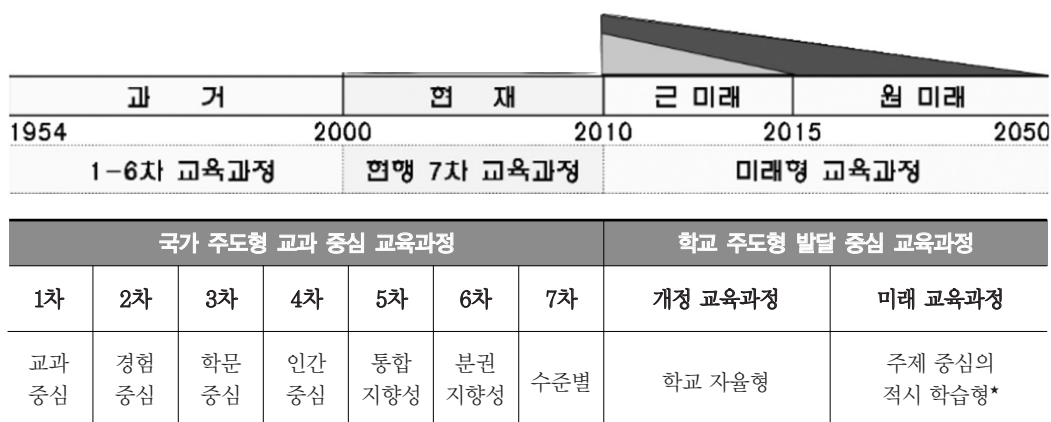 과 거 현 재 근 미래 원 미래
1954 2000 2010 2015 2050
1-6차 교육과정 현행 7차 교육과정 미래형 교육과정
국가 주도형 교과 중심 교육과정 학교 주도형 발달 중심 교육과정
1차 2차 3차 4차 5차 6차 7차 개정 교육과정 미래 교육과정
교과 경험 학문 인간 통합 분권 수준별 학교 자율형 주제 중심의
중심 중심 중심 중심 지향성 지향성 적시 학습형★